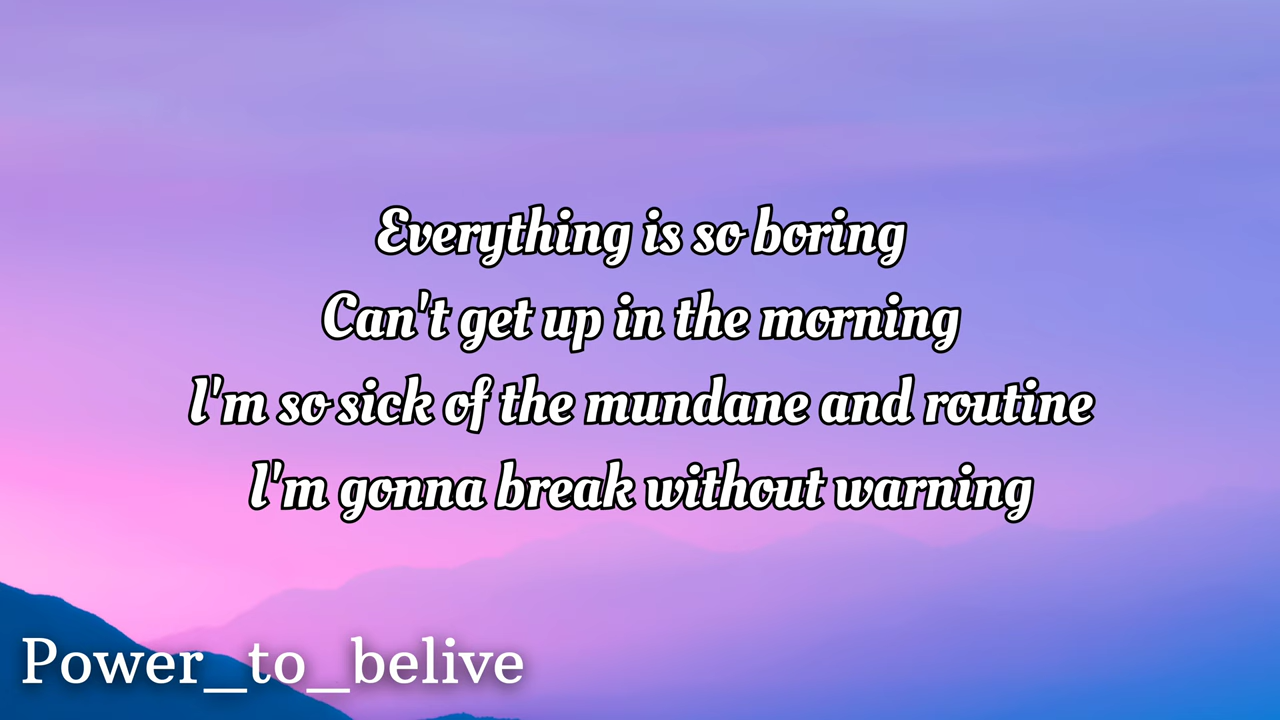 Everything is so boring
Can't get up in the morning
I'm so sick of the mundane and routine
I'm gonna break without warning
Power_to_belive